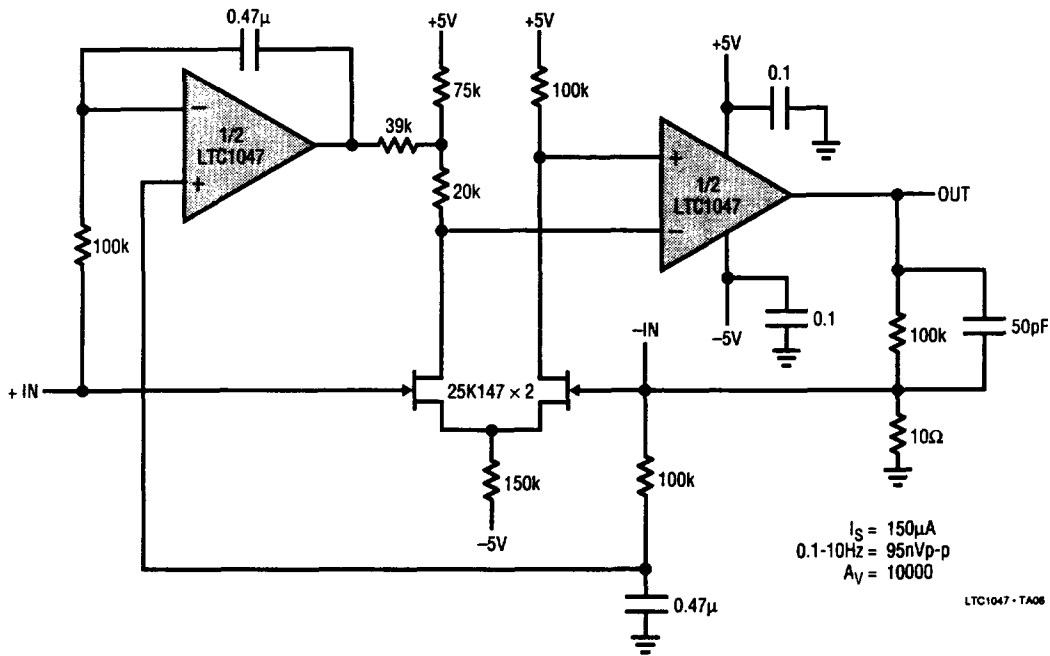 0.47µ
+5V
+5V
+5V
0.1
75k
100k
39k
−
1/2
LTC1047
+
20k
+
1/2
LTC1047
−
OUT
100k
−5V
0.1
−IN
100k
50pF
+ IN
25K147 × 2
10Ω
150k
100k
−5V
IS = 150µA
0.1-10Hz = 95nVp-p
AV = 10000
0.47µ
LTC1047 • TA06